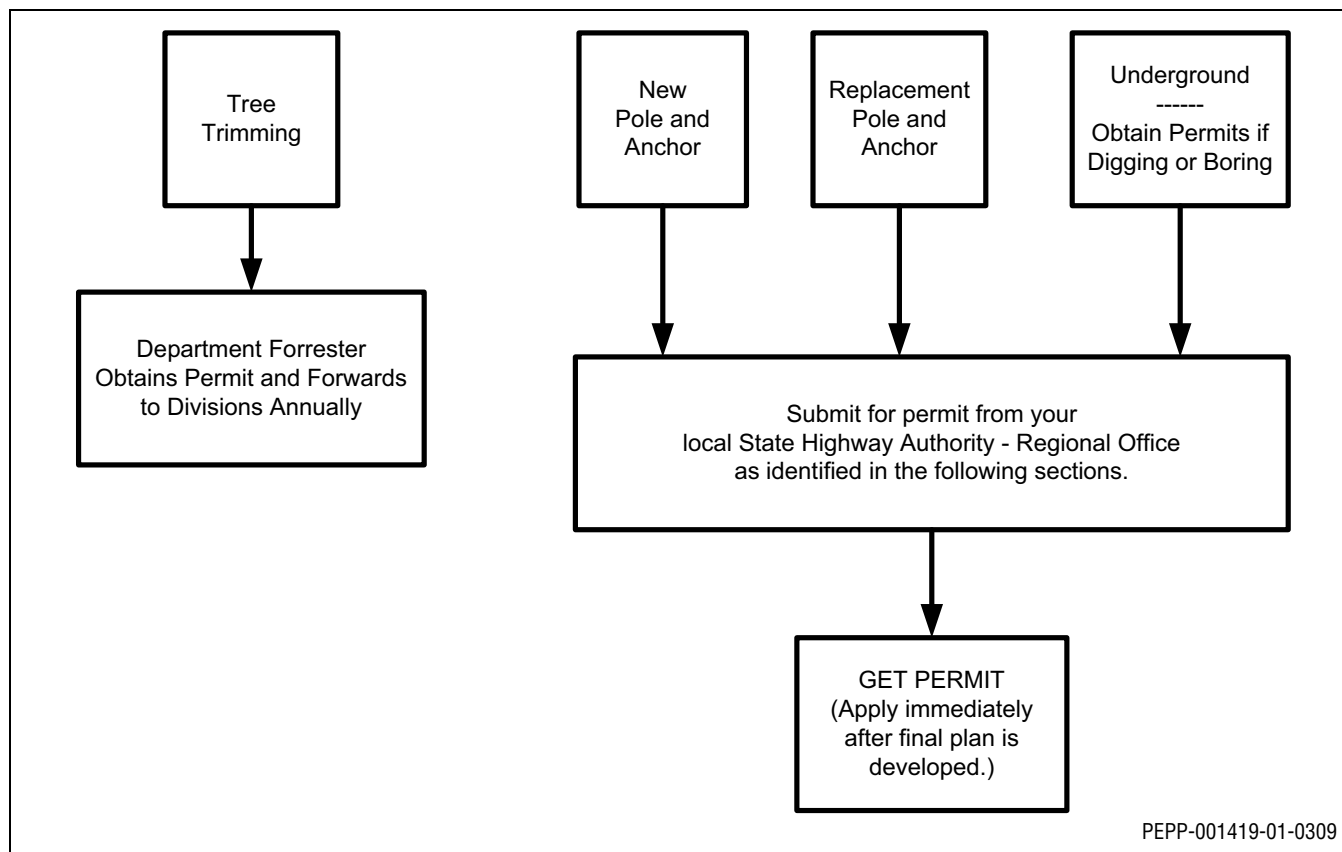 Tree
Trimming
New
Pole and
Anchor
Replacement
Pole and
Anchor
Underground
------
Obtain Permits if
Digging or Boring
Department Forrester
Obtains Permit and Forwards
to Divisions Annually
Submit for permit from your
local State Highway Authority - Regional Office
as identified in the following sections.
GET PERMIT
(Apply immediately
after final plan is
developed.)
PEPP-001419-01-0309